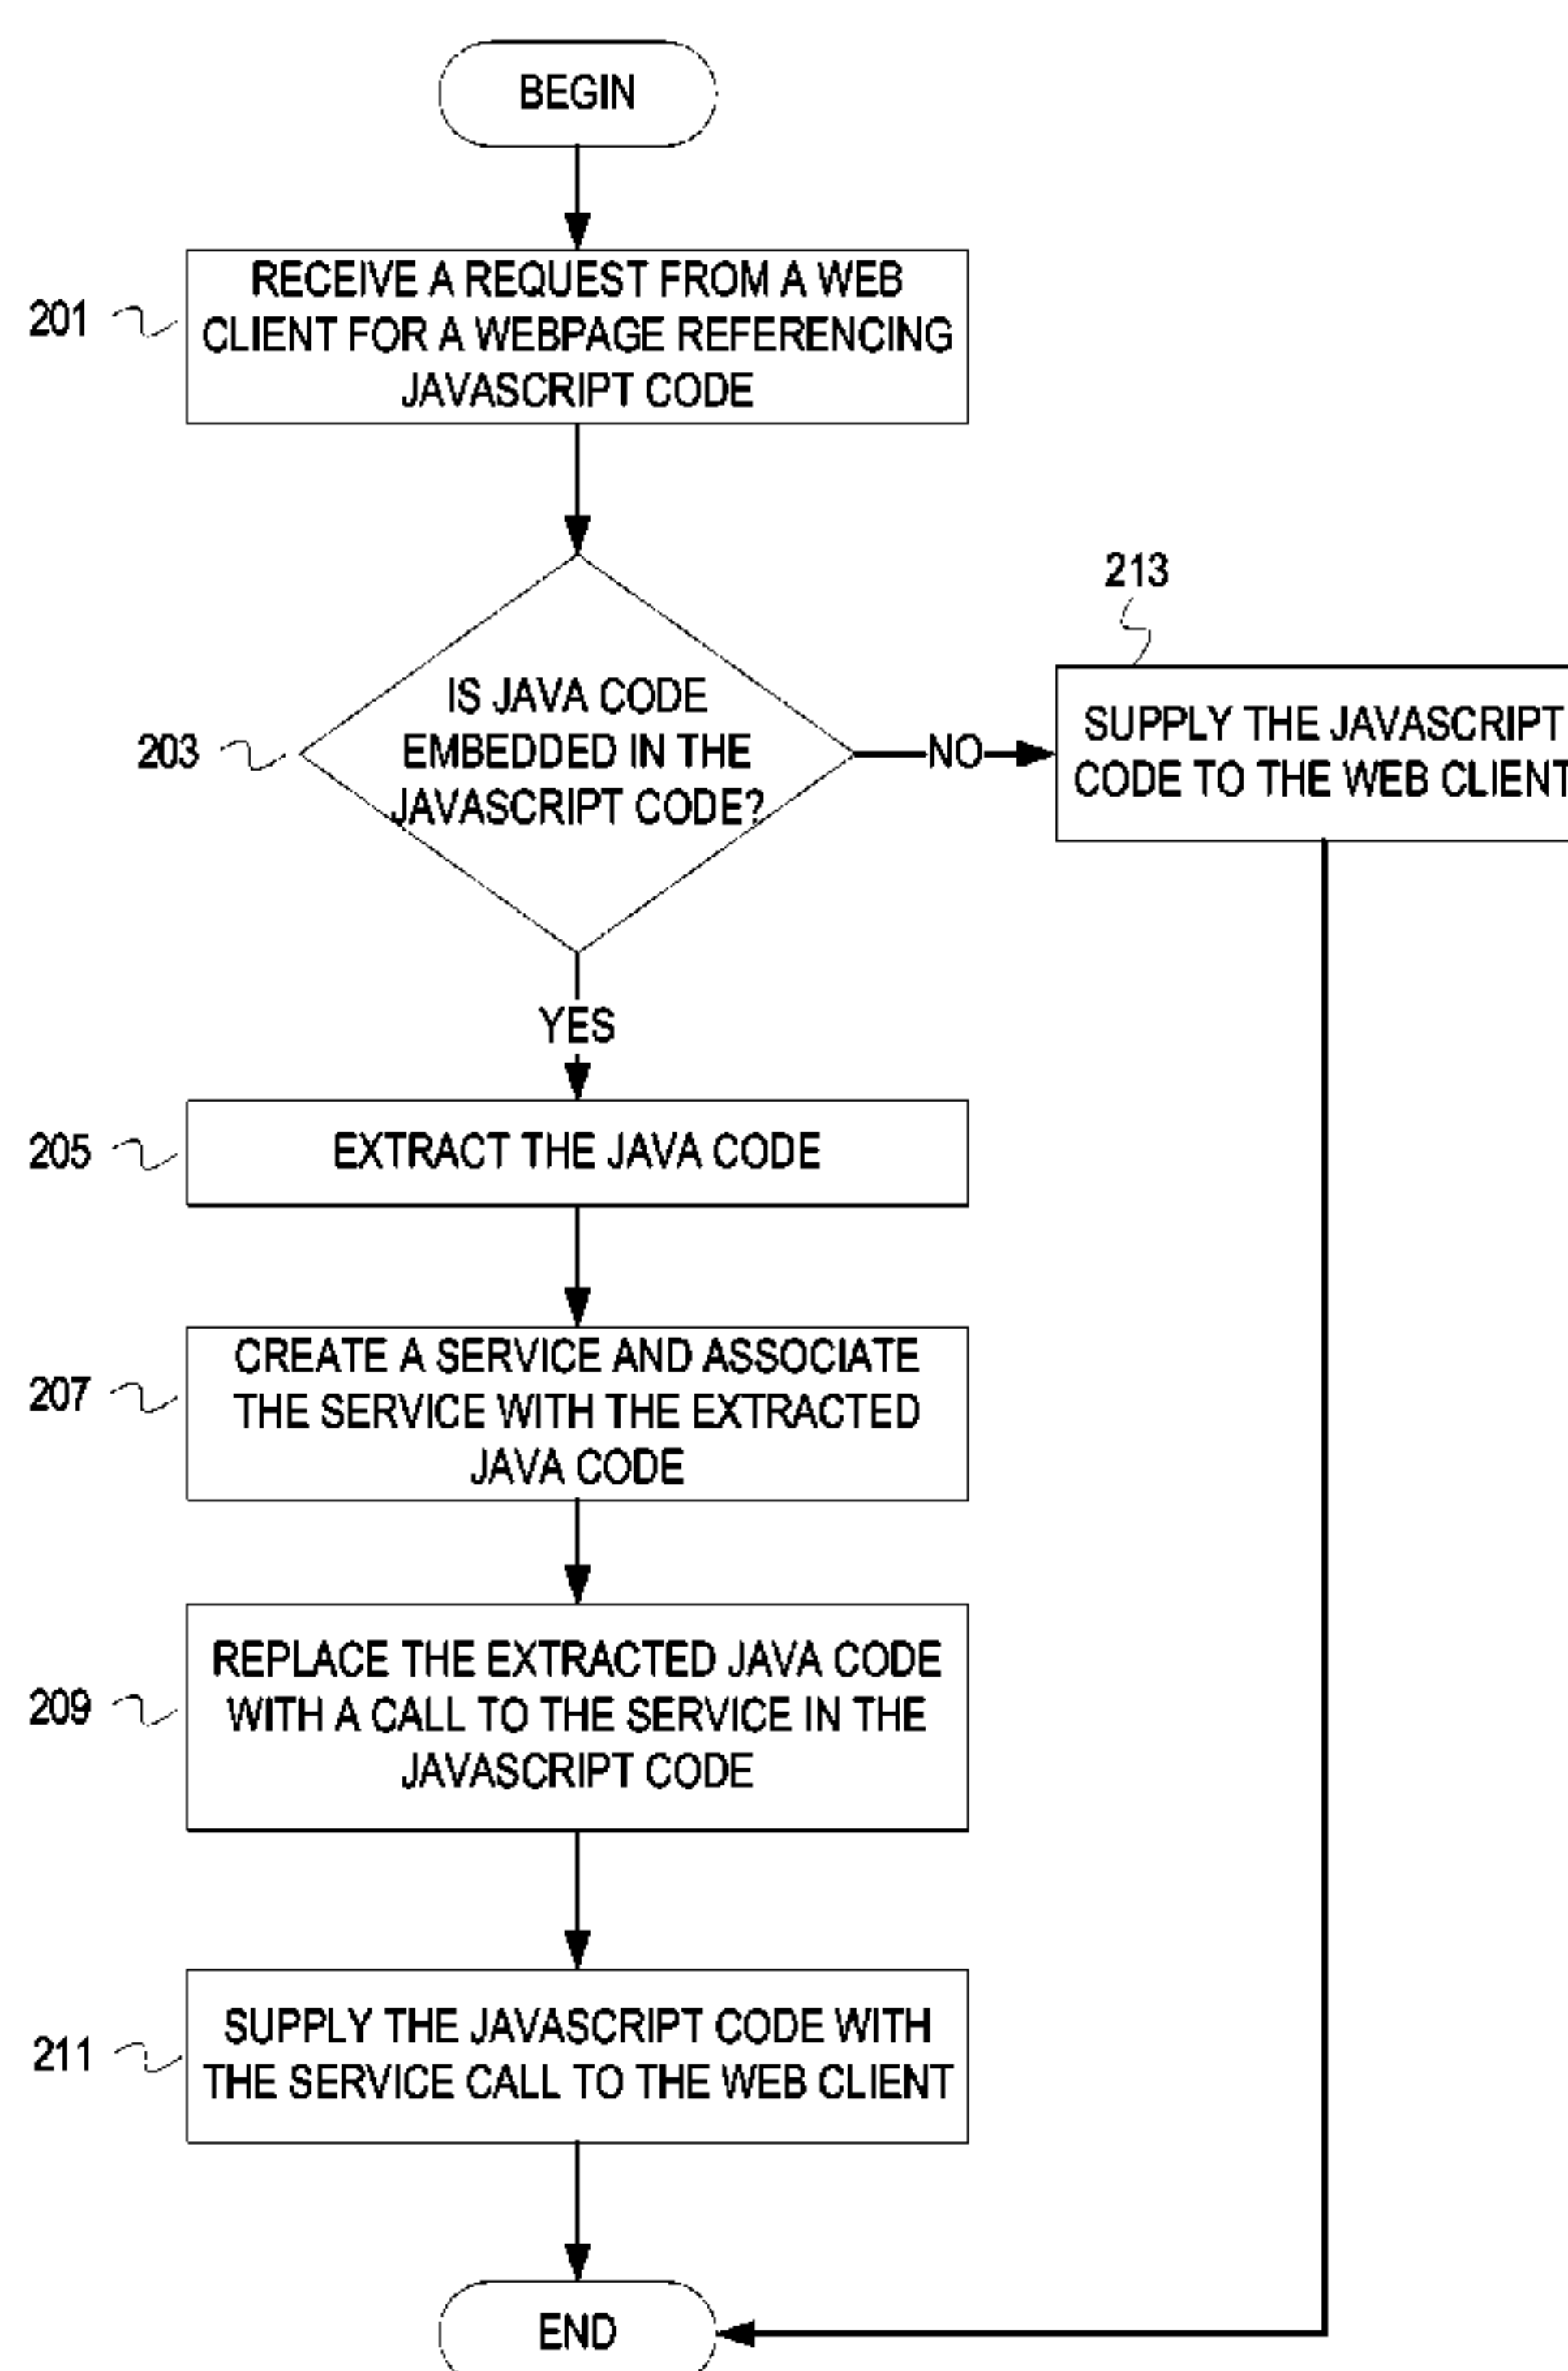 BEGIN
201
RECEIVE A REQUEST FROM A WEB
CLIENT FOR A WEBPAGE REFERENCING
JAVASCRIPT CODE
203
IS JAVA CODE
EMBEDDED IN THE
JAVASCRIPT CODE?
NO
213
SUPPLY THE JAVASCRIPT
CODE TO THE WEB CLIENT
YES
205
EXTRACT THE JAVA CODE
207
CREATE A SERVICE AND ASSOCIATE
THE SERVICE WITH THE EXTRACTED
JAVA CODE
209
REPLACE THE EXTRACTED JAVA CODE
WITH A CALL TO THE SERVICE IN THE
JAVASCRIPT CODE
211
SUPPLY THE JAVASCRIPT CODE WITH
THE SERVICE CALL TO THE WEB CLIENT
END